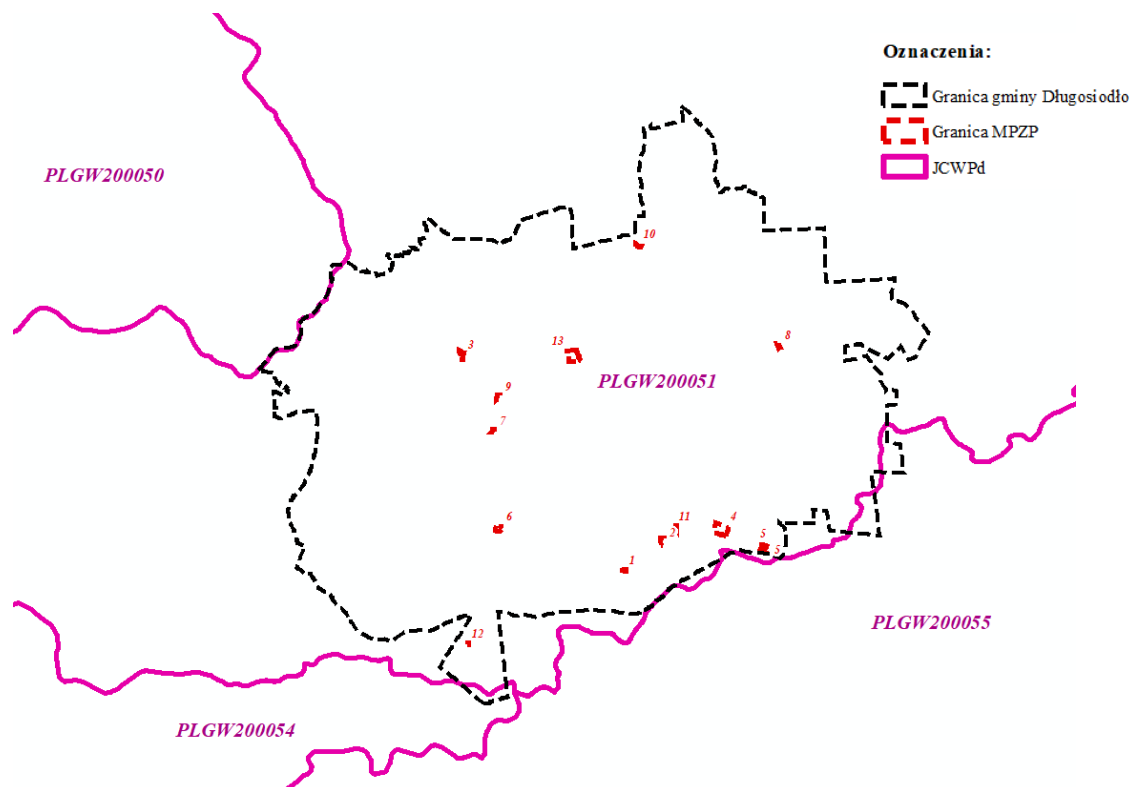 Oznaczenia:
Granica gminy Długosiodło
Granica MPZP
JCWPd
PLGW200050
10
3
13
8
PLGW200051
9
7
6
11
2
4
5
5
1
12
PLGW200055
PLGW200054